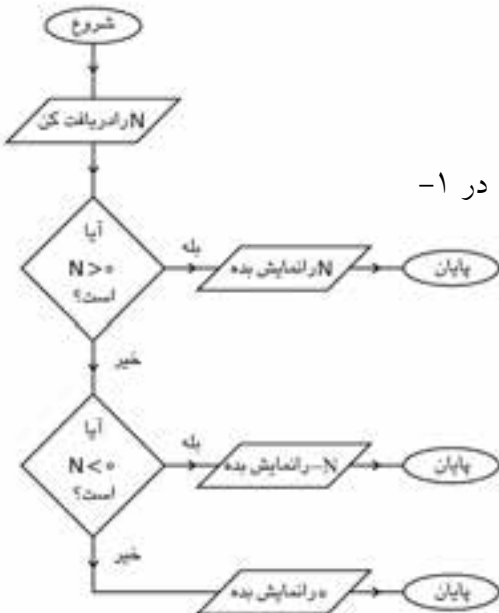 شروع
N را دریافت کن
در ۱-
آیا
N > ۰
است؟
بله
N را نمایش بده
پایان
خیر
آیا
N < ۰
است؟
بله
-N را نمایش بده
پایان
خیر
۰ را نمایش بده
پایان